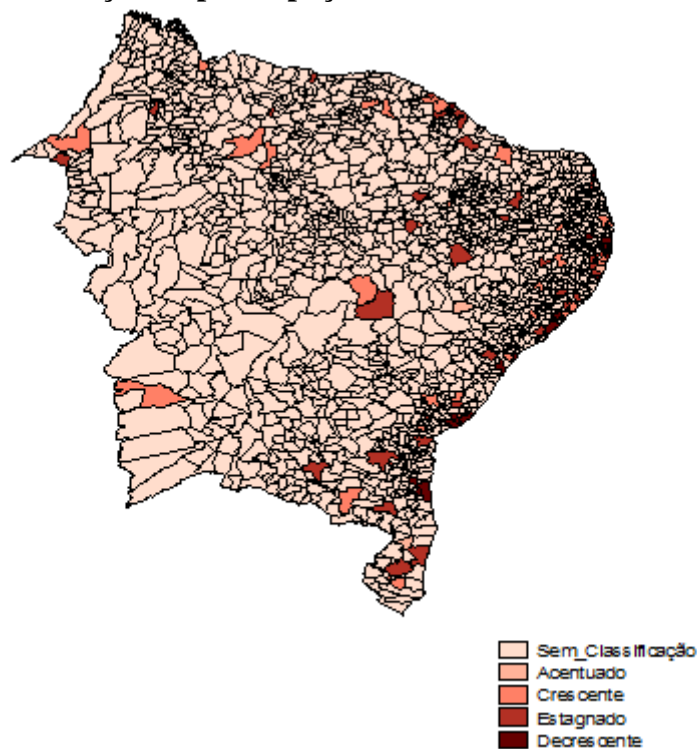 Sem_Classificação
Acentuado
Crescente
Estagnado
Decrescente